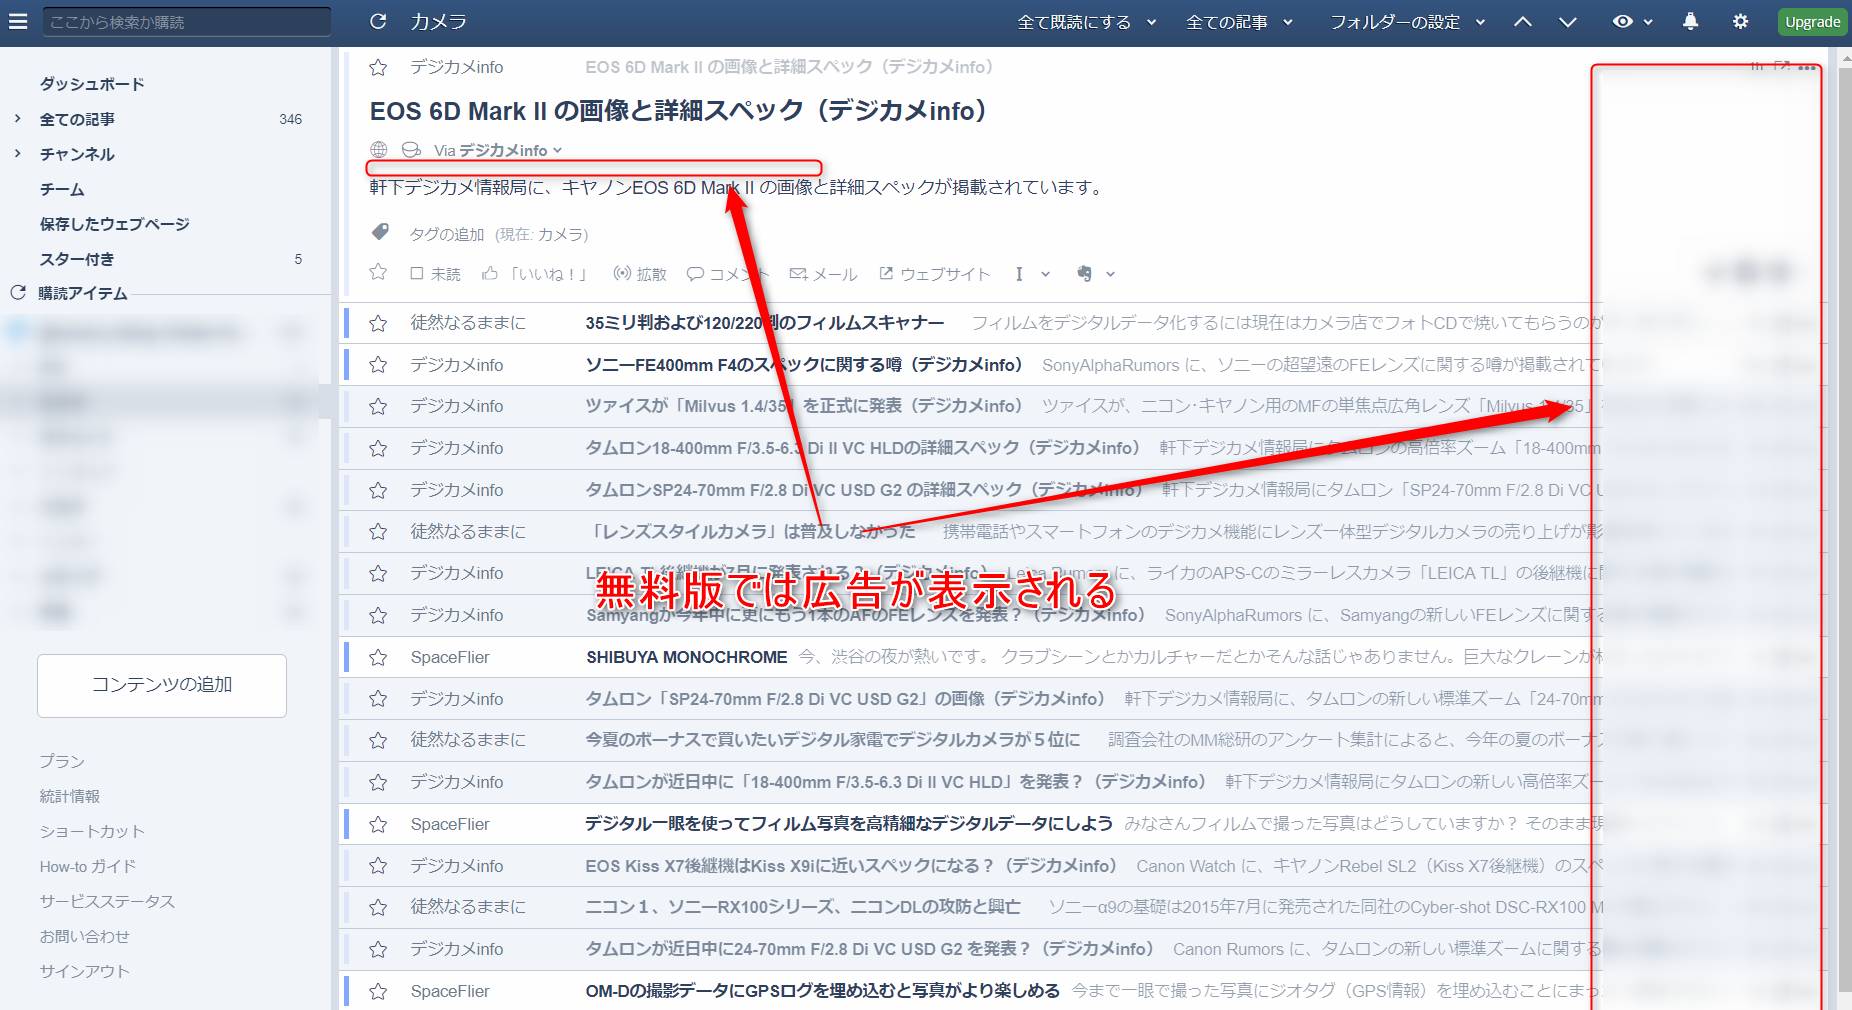 ここから検索か購読
カメラ
全て既読にする
全ての記事
フォルダーの設定
Upgrade
ダッシュボード
全ての記事 346
チャンネル
チーム
保存したウェブページ
スター付き 5
購読アイテム
コンテンツの追加
プラン
統計情報
ショートカット
How-to ガイド
サービスステータス
お問い合わせ
サインアウト
デジカメinfo EOS 6D Mark II の画像と詳細スペック（デジカメinfo）
EOS 6D Mark II の画像と詳細スペック（デジカメinfo）
Via デジカメinfo
軒下デジカメ情報局に、キヤノンEOS 6D Mark II の画像と詳細スペックが掲載されています。
タグの追加 (現在: カメラ)
未読 「いいね！」 拡散 コメント メール ウェブサイト
徒然なるままに 35ミリ判および120/220判のフィルムスキャナー フィルムをデジタルデータ化するには現在はカメラ店でフォトCDで焼いてもらうのが
デジカメinfo ソニーFE400mm F4のスペックに関する噂（デジカメinfo） SonyAlphaRumors に、ソニーの超望遠のFEレンズに関する噂が掲載されて
デジカメinfo ツァイスが「Milvus 1.4/35」を正式に発表（デジカメinfo） ツァイスが、ニコン･キヤノン用のMFの単焦点広角レンズ「Milvus 1.4/35」
デジカメinfo タムロン18-400mm F/3.5-6.3 Di II VC HLDの詳細スペック（デジカメinfo） 軒下デジカメ情報局にタムロンの高倍率ズーム「18-400mm
デジカメinfo タムロンSP24-70mm F/2.8 Di VC USD G2 の詳細スペック（デジカメinfo） 軒下デジカメ情報局にタムロン「SP24-70mm F/2.8 Di VC U
徒然なるままに 「レンズスタイルカメラ」は普及しなかった 携帯電話やスマートフォンのデジカメ機能にレンズ一体型デジタルカメラの売り上げが影
デジカメinfo LEICA TL後継機が7月に発表される？（デジカメinfo） Leica Rumors に、ライカのAPS-Cのミラーレスカメラ「LEICA TL」の後継機に関
無料版では広告が表示される
デジカメinfo Samyangが今年中に更にもう1本のAFのFEレンズを発表？（デジカメinfo） SonyAlphaRumors に、Samyangの新しいFEレンズに関する
SpaceFlier SHIBUYA MONOCHROME 今、渋谷の夜が熱いです。 クラブシーンとかカルチャーだとかそんな話じゃありません。巨大なクレーンが林
デジカメinfo タムロン「SP24-70mm F/2.8 Di VC USD G2」の画像（デジカメinfo） 軒下デジカメ情報局に、タムロンの新しい標準ズーム「24-70mm
徒然なるままに 今夏のボーナスで買いたいデジタル家電でデジタルカメラが５位に 調査会社のMM総研のアンケート集計によると、今年の夏のボーナス
デジカメinfo タムロンが近日中に「18-400mm F/3.5-6.3 Di II VC HLD」を発表？（デジカメinfo） 軒下デジカメ情報局にタムロンの新しい高倍率ズー
SpaceFlier デジタル一眼を使ってフィルム写真を高精細なデジタルデータにしよう みなさんフィルムで撮った写真はどうしていますか？ そのまま現
デジカメinfo EOS Kiss X7後継機はKiss X9iに近いスペックになる？（デジカメinfo） Canon Watch に、キヤノンRebel SL2（Kiss X7後継機）のスペ
徒然なるままに ニコン１、ソニーRX100シリーズ、ニコンDLの攻防と興亡 ソニーα9の基礎は2015年7月に発売された同社のCyber-shot DSC-RX100 M
デジカメinfo タムロンが近日中に24-70mm F/2.8 Di VC USD G2 を発表？（デジカメinfo） Canon Rumors に、タムロンの新しい標準ズームに関する
SpaceFlier OM-Dの撮影データにGPSログを埋め込むと写真がより楽しめる 今まで一眼で撮った写真にジオタグ（GPS情報）を埋め込むことにまっ